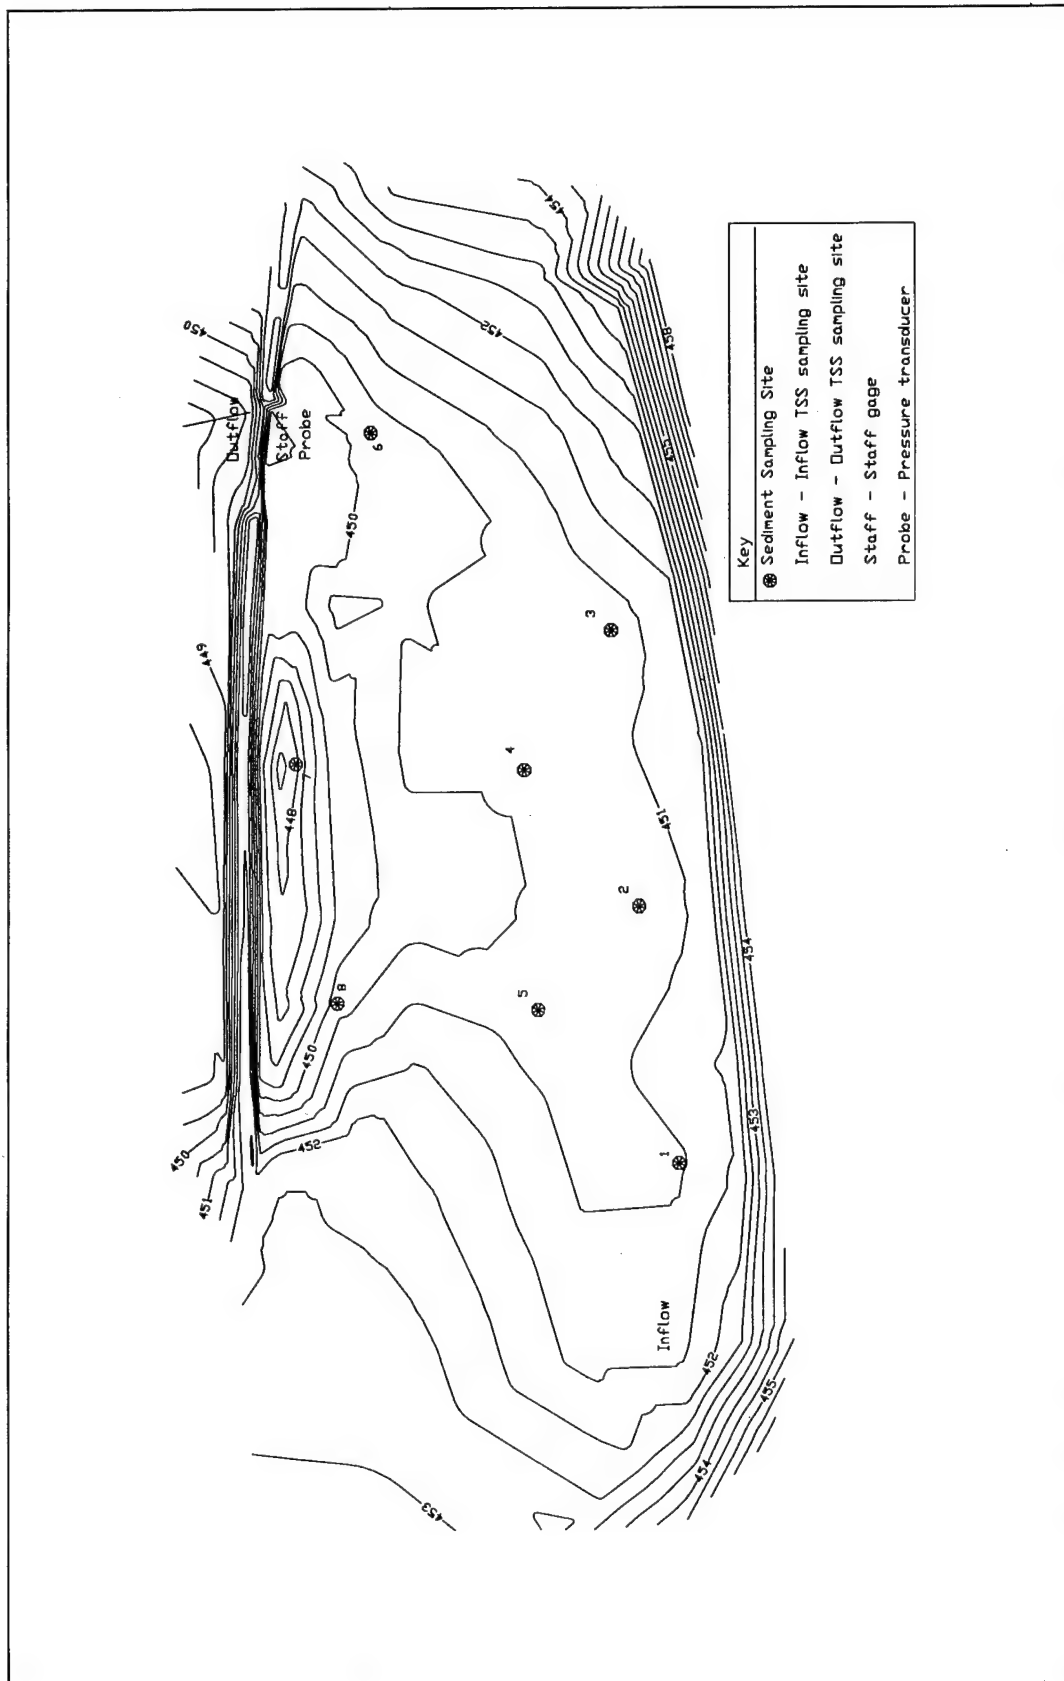 450
Outflow
Staff
Probe
6
450
452
454
458
455
449
3
4
7
448
451
2
5
8
450
454
452
450
451
1
453
Inflow
452
455
454
453
Key
Sediment Sampling Site
Inflow - Inflow TSS sampling site
Outflow - Outflow TSS sampling site
Staff - Staff gage
Probe - Pressure transducer